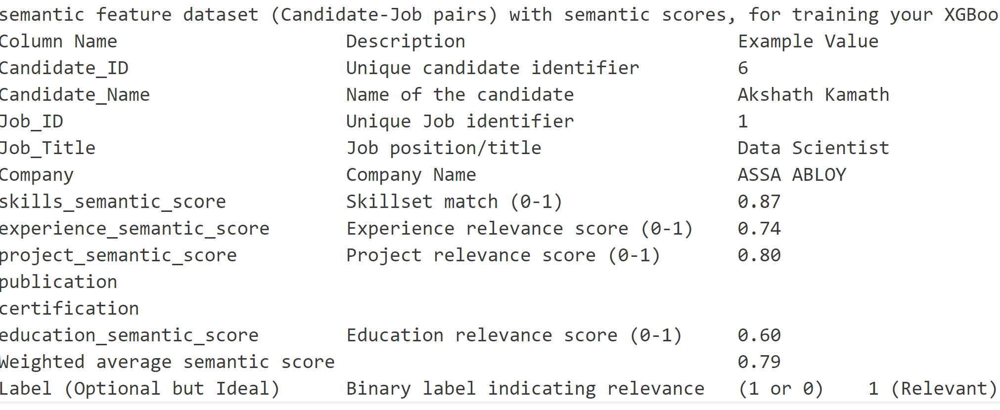 semantic feature dataset (Candidate-Job pairs) with semantic scores, for training your XGBoo
Column Name Description Example Value
Candidate_ID Unique candidate identifier 6
Candidate_Name Name of the candidate Akshath Kamath
Job_ID Unique Job identifier 1
Job_Title Job position/title Data Scientist
Company Company Name ASSA ABLOY
skills_semantic_score Skillset match (0-1) 0.87
experience_semantic_score Experience relevance score (0-1) 0.74
project_semantic_score Project relevance score (0-1) 0.80
publication
certification
education_semantic_score Education relevance score (0-1) 0.60
Weighted average semantic score 0.79
Label (Optional but Ideal) Binary label indicating relevance (1 or 0) 1 (Relevant)